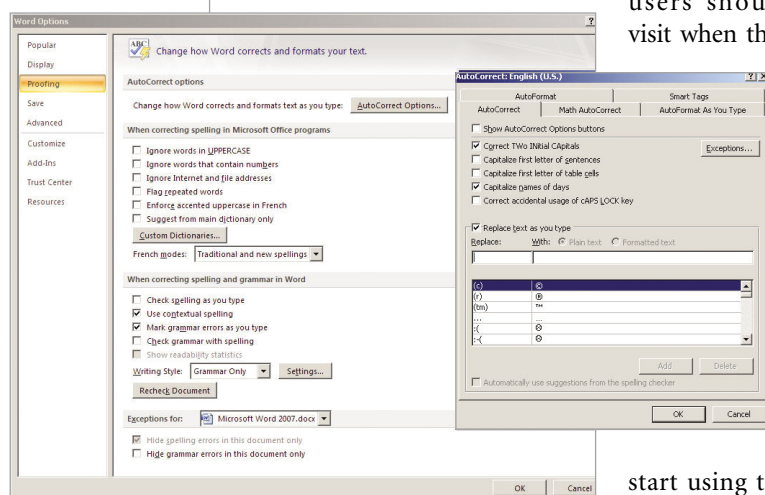 users shou
visit when th
Word Options
?
Popular
Display
Proofing
Save
Advanced
Customize
Add-Ins
Trust Center
Resources
ABC
Change how Word corrects and formats your text.
AutoCorrect options
Change how Word corrects and formats text as you type: AutoCorrect Options...
When correcting spelling in Microsoft Office programs
Ignore words in UPPERCASE
Ignore words that contain numbers
Ignore Internet and file addresses
Flag repeated words
Enforce accented uppercase in French
Suggest from main dictionary only
Custom Dictionaries...
French modes: Traditional and new spellings
When correcting spelling and grammar in Word
Check spelling as you type
Use contextual spelling
Mark grammar errors as you type
Check grammar with spelling
Show readability statistics
Writing Style: Grammar Only Settings...
Recheck Document
Exceptions for: Microsoft Word 2007.docx
Hide spelling errors in this document only
Hide grammar errors in this document only
OK Cancel
AutoCorrect: English (U.S.)
? X
AutoFormat Smart Tags
AutoCorrect Math AutoCorrect AutoFormat As You Type
Show AutoCorrect Options buttons
Correct TWo INitial CApitals Exceptions...
Capitalize first letter of sentences
Capitalize first letter of table cells
Capitalize names of days
Correct accidental usage of cAPS LOCK key
Replace text as you type
Replace: With: Plain text Formatted text
(c) ©
(r) ®
(tm) ™
... ...
:( ☹
:-( ☹
Add Delete
Automatically use suggestions from the spelling checker
OK Cancel
start using t